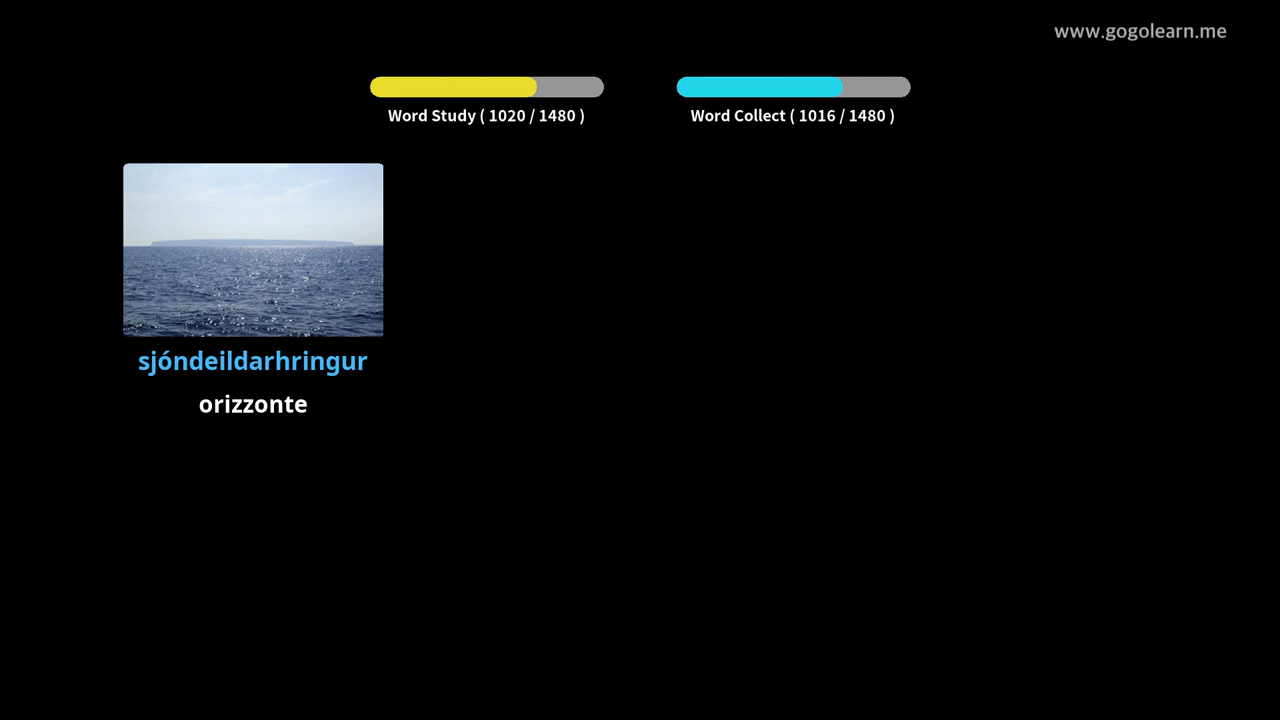 www.gogolearn.me
Word Study ( 1020 / 1480 )
Word Collect ( 1016 / 1480 )
sjóndeildarhringur
orizzonte